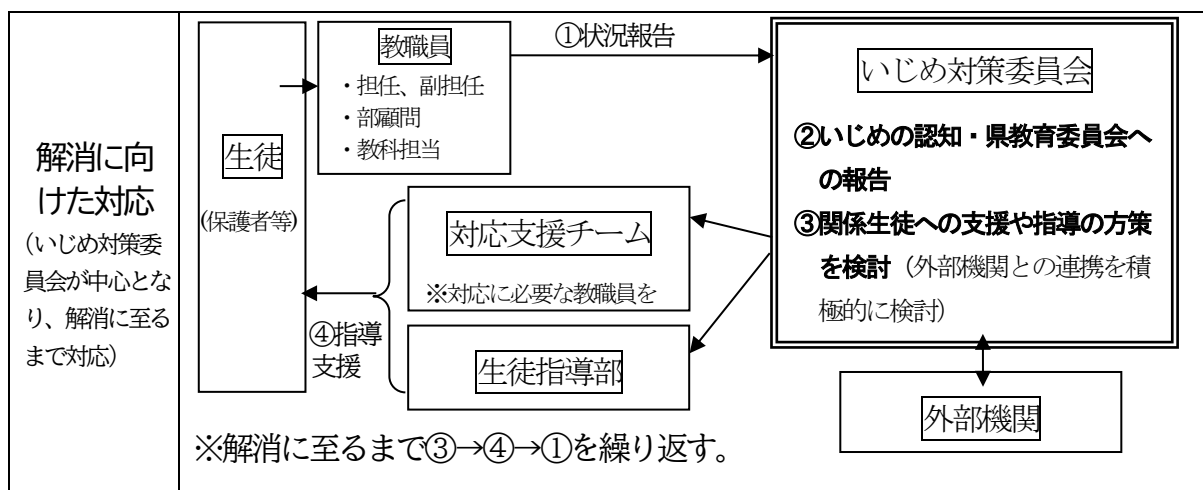 解消に向
けた対応
(いじめ対策委
員会が中心とな
り、解消に至る
まで対応)
生徒
(保護者等)
教職員
・担任、副担任
・部顧問
・教科担当
①状況報告
いじめ対策委員会
②いじめの認知・県教育委員会へ
の報告
③関係生徒への支援や指導の方策
を検討（外部機関との連携を積
極的に検討）
対応支援チーム
※対応に必要な教職員を
④指導
支援
生徒指導部
外部機関
※解消に至るまで③→④→①を繰り返す。